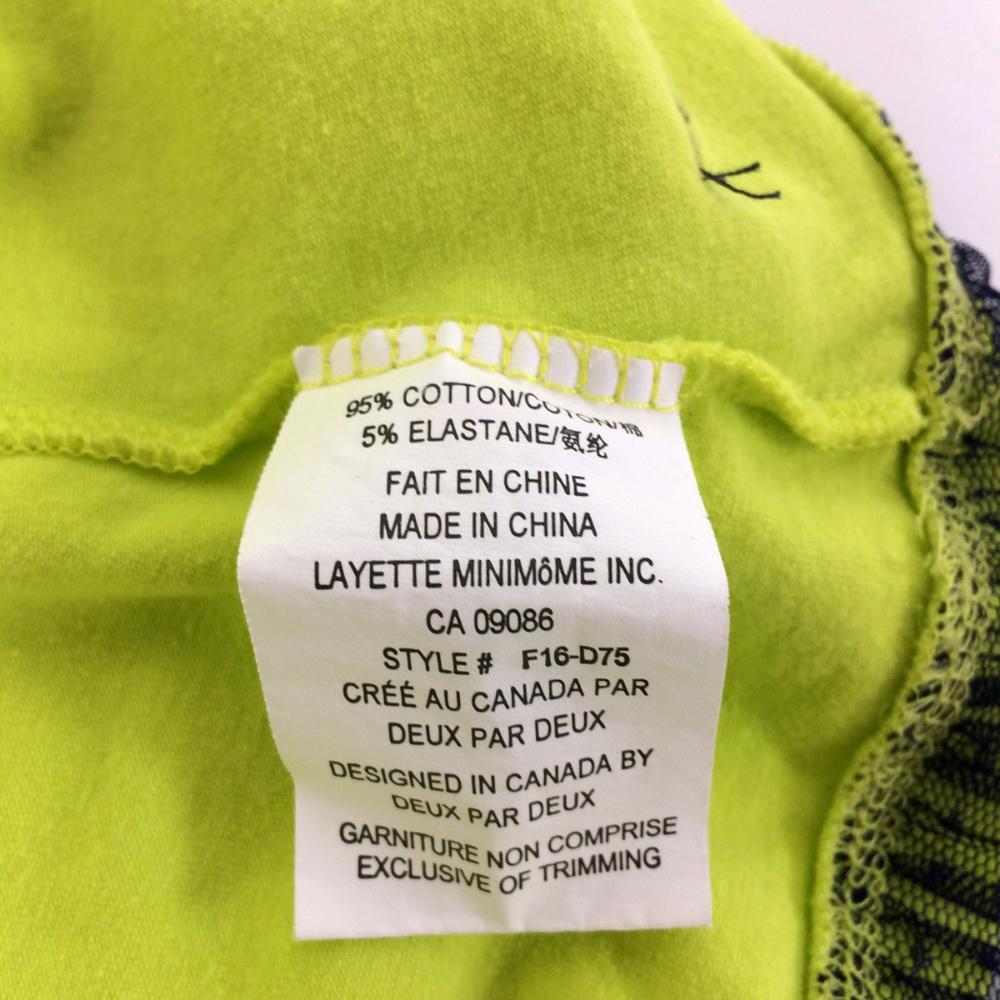 95% COTTON/COTON/棉
5% ELASTANE/氨纶
FAIT EN CHINE
MADE IN CHINA
LAYETTE MINIMôME INC.
CA 09086
STYLE # F16-D75
CRÉÉ AU CANADA PAR
DEUX PAR DEUX
DESIGNED IN CANADA BY
DEUX PAR DEUX
GARNITURE NON COMPRISE
EXCLUSIVE OF TRIMMING